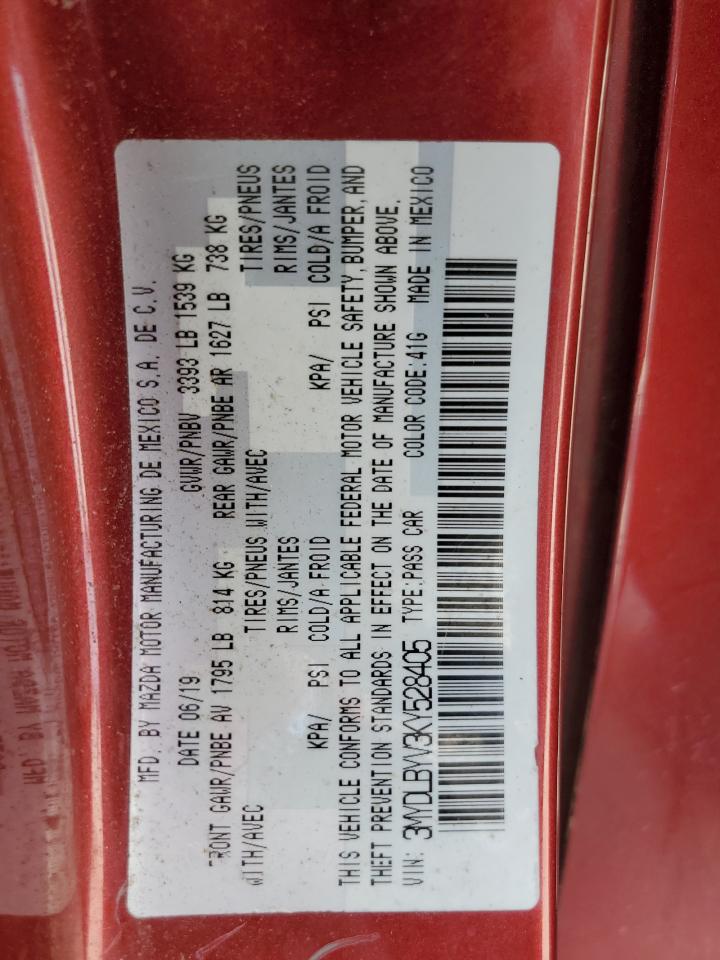 MFD. BY MAZDA MOTOR MANUFACTURING DE MEXICO S.A. DE C.V.
DATE 06/19 GVWR/PNBV 3393 LB 1539 KG
FRONT GAWR/PNBE AV 1795 LB 814 KG REAR GAWR/PNBE AR 1627 LB 738 KG
WITH/AVEC TIRES/PNEUS WITH/AVEC TIRES/PNEUS
RIMS/JANTES RIMS/JANTES
KPA/ PSI COLD/A FROID KPA/ PSI COLD/A FROID
THIS VEHICLE CONFORMS TO ALL APPLICABLE FEDERAL MOTOR VEHICLE SAFETY, BUMPER, AND
THEFT PREVENTION STANDARDS IN EFFECT ON THE DATE OF MANUFACTURE SHOWN ABOVE.
VIN: 3MYDLBYV3KY528405 TYPE:PASS CAR COLOR CODE:41G MADE IN MEXICO